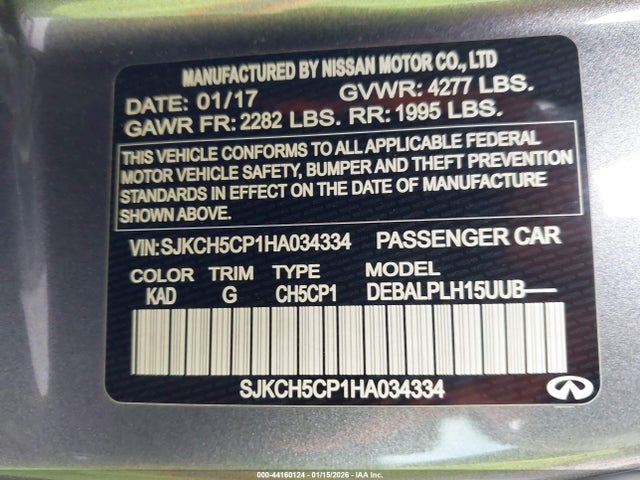 MANUFACTURED BY NISSAN MOTOR CO., LTD
DATE: 01/17 GVWR: 4277 LBS.
GAWR FR: 2282 LBS. RR: 1995 LBS.
THIS VEHICLE CONFORMS TO ALL APPLICABLE FEDERAL
MOTOR VEHICLE SAFETY, BUMPER AND THEFT PREVENTION
STANDARDS IN EFFECT ON THE DATE OF MANUFACTURE
SHOWN ABOVE.
VIN: SJKCH5CP1HA034334 PASSENGER CAR
COLOR TRIM TYPE MODEL
KAD G CH5CP1 DEBALPLH15UUB
SJKCH5CP1HA034334
000-44160124 - 01/15/2026 - IAAI.COM